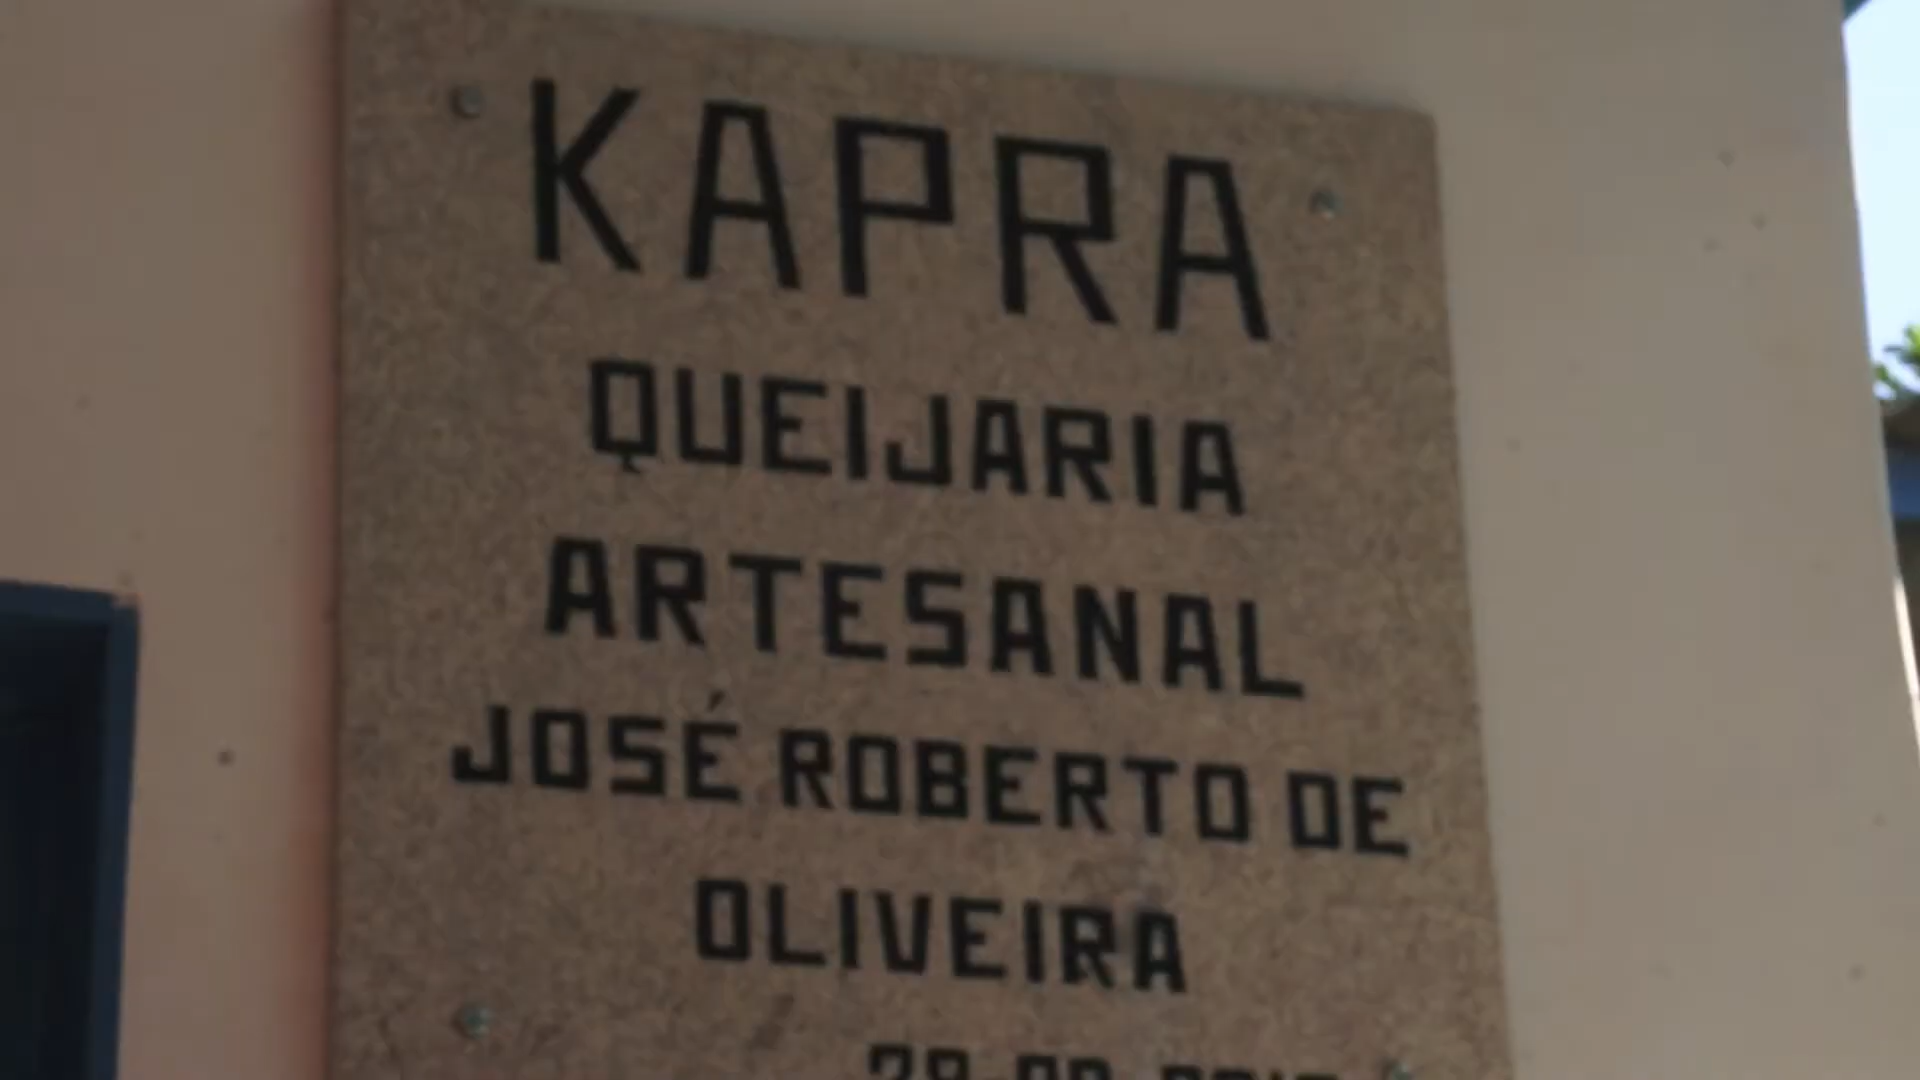 KAPRA
QUEIJARIA
ARTESANAL
JOSÉ ROBERTO DE
OLIVEIRA